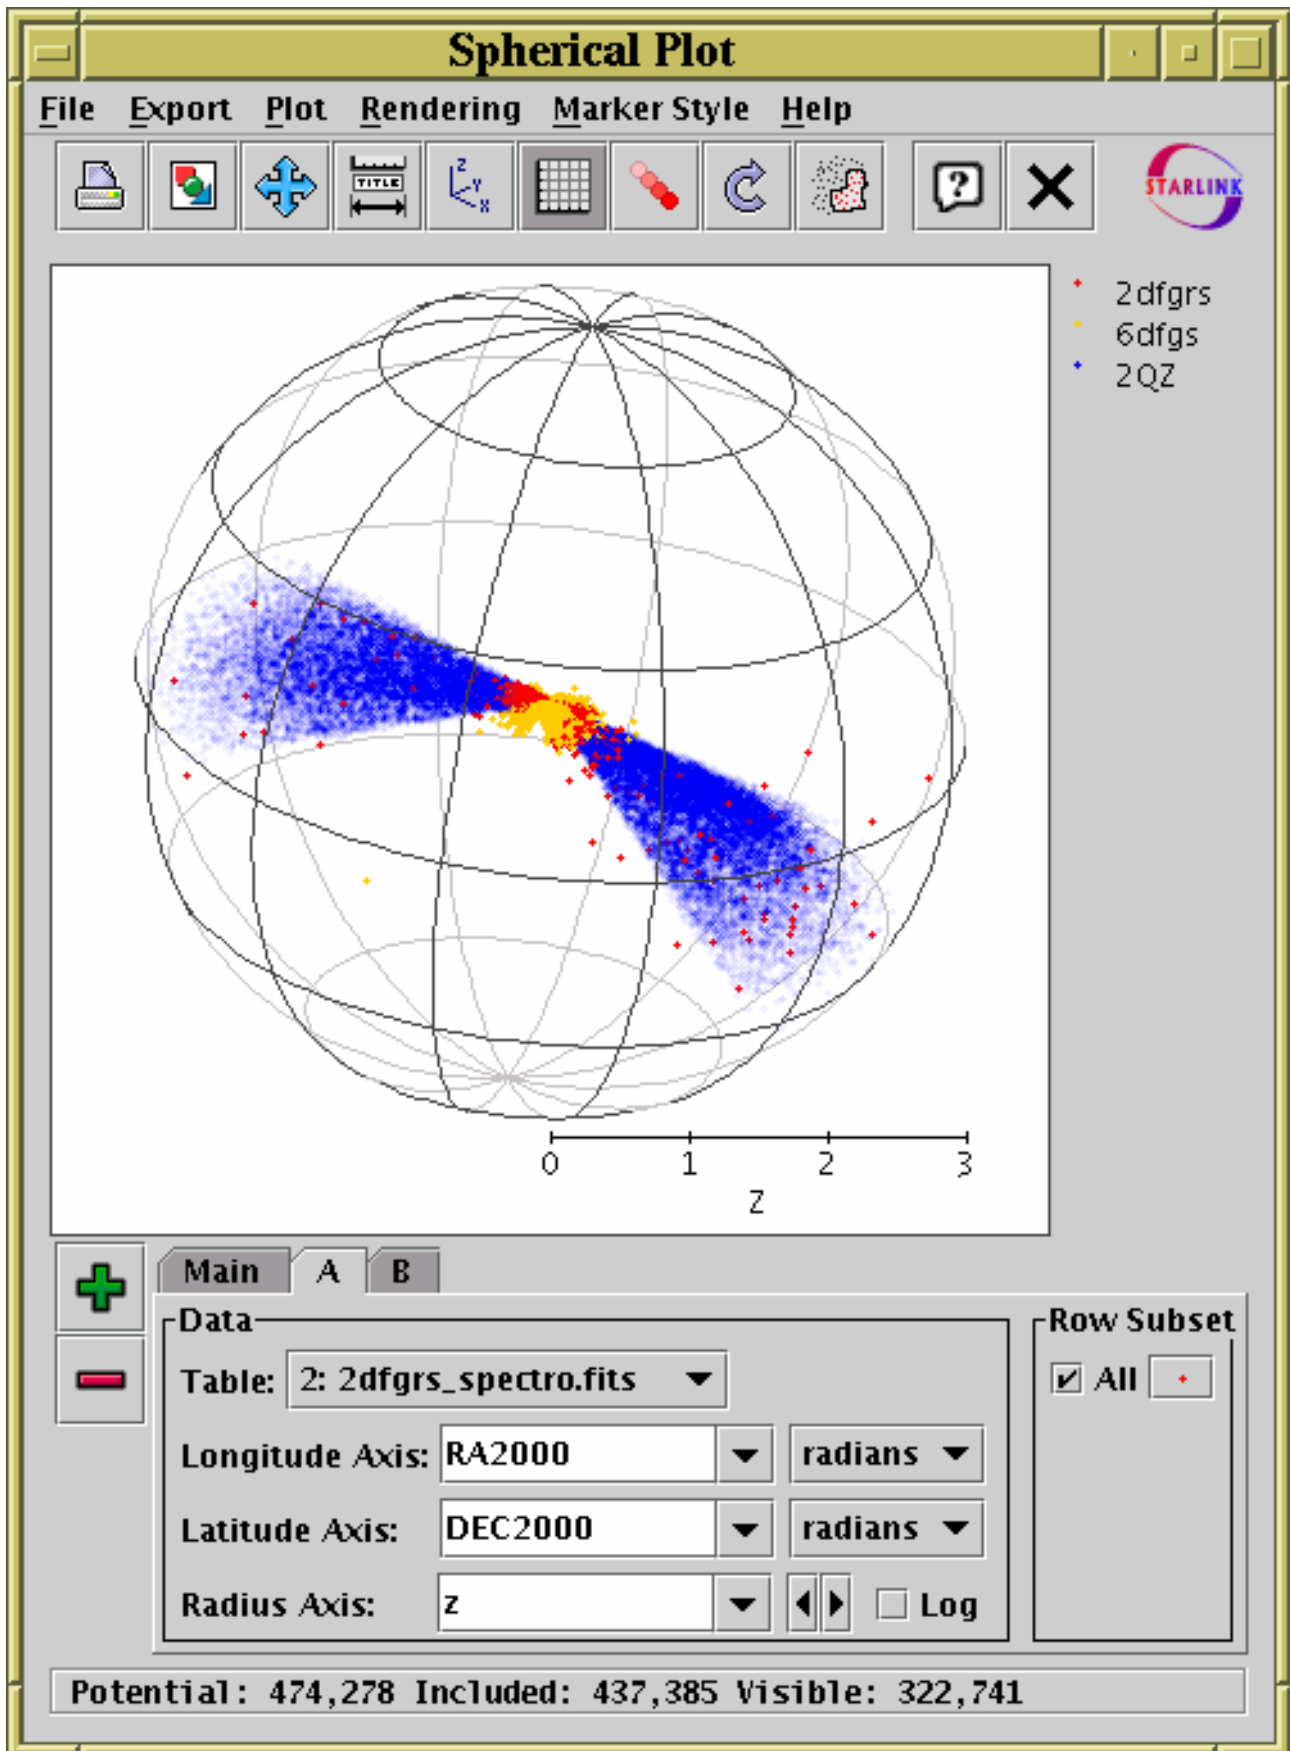 Spherical Plot
File Export Plot Rendering Marker Style Help
TITLE
Z
Y
X
?
STARLINK
2dfgrs
6dfgs
2QZ
0 1 2 3
Z
Main A B
Data
Row Subset
Table: 2: 2dfgrs_spectro.fits
All
Longitude Axis: RA2000 radians
Latitude Axis: DEC2000 radians
Radius Axis: z Log
Potential: 474,278 Included: 437,385 Visible: 322,741